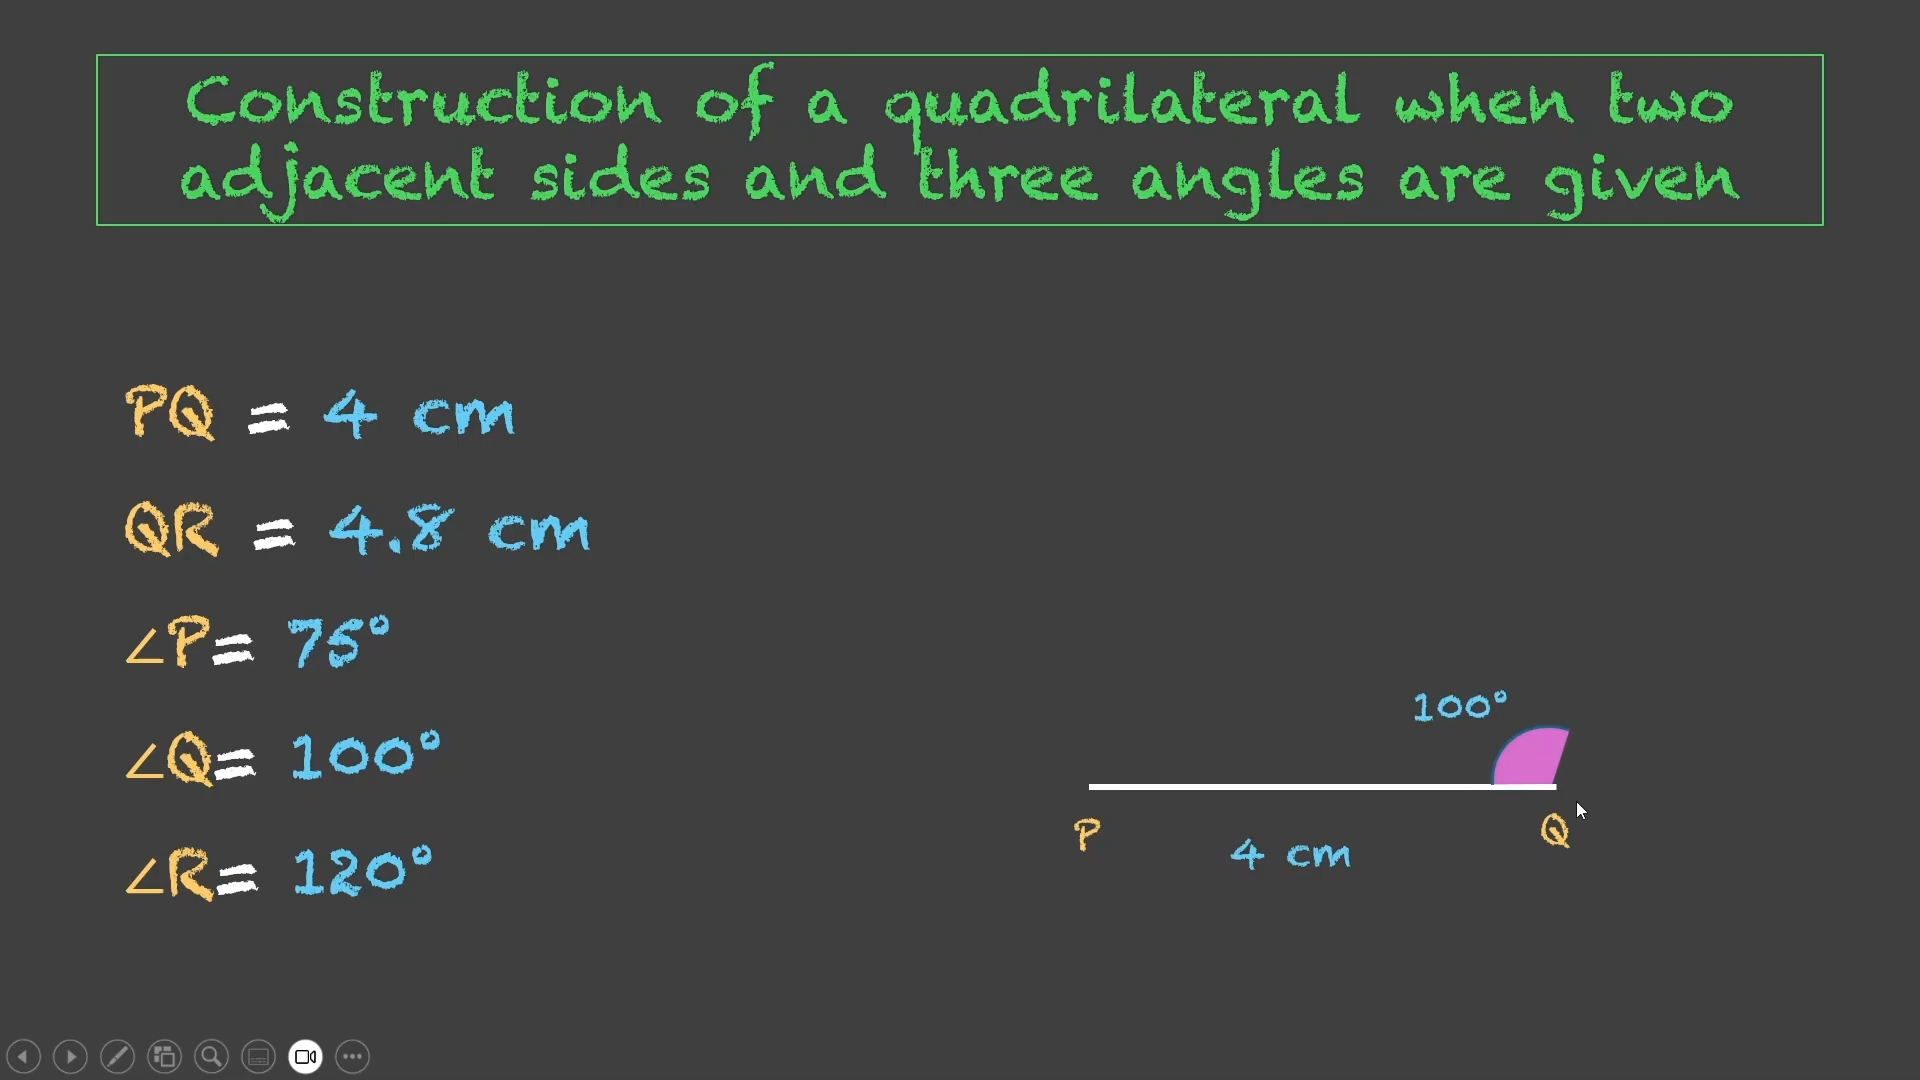 Construction of a quadrilateral when two
adjacent sides and three angles are given
PQ = 4 cm
QR = 4.8 cm
∠P= 75°
∠Q= 100°
∠R= 120°
100°
P
Q
4 cm